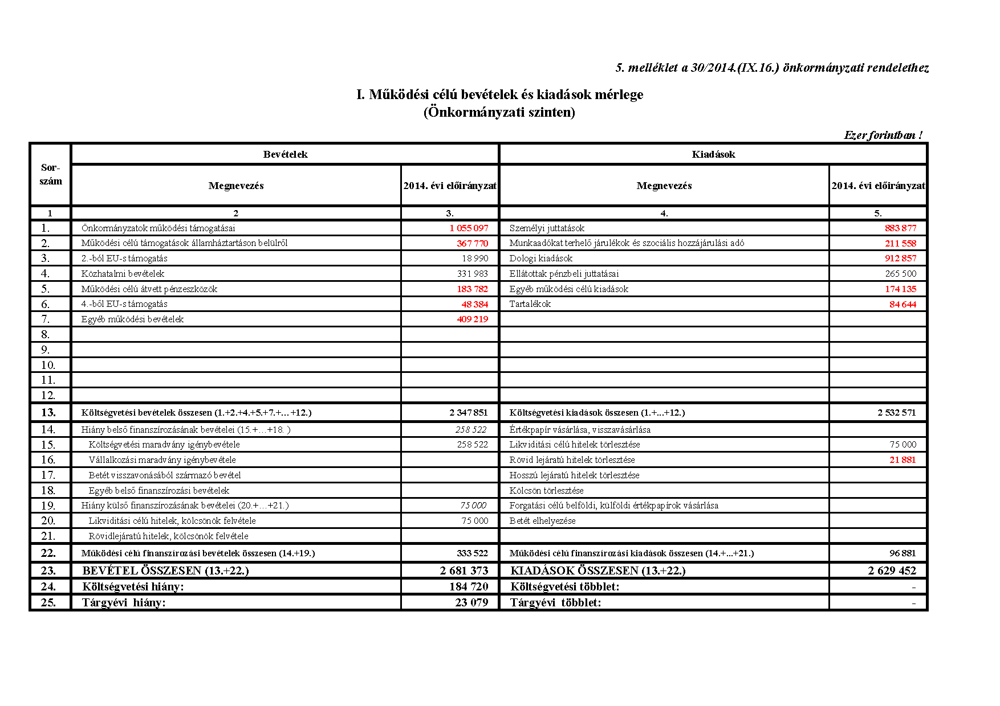 5. melléklet a 30/2014.(IX.16.) önkormányzati rendelethez
I. Működési célú bevételek és kiadások mérlege
(Önkormányzati szinten)
Ezer forintban !
Sor-
szám
Bevételek Kiadások
Megnevezés 2014. évi előirányzat Megnevezés 2014. évi előirányzat
1 2 3. 4. 5.
1. Önkormányzatok működési támogatásai 1 055 097 Személyi juttatások 883 877
2. Működési célú támogatások államháztartáson belülről 367 770 Munkaadókat terhelő járulékok és szociális hozzájárulási adó 211 558
3. 2.-ból EU-s támogatás 18 990 Dologi kiadások 912 857
4. Közhatalmi bevételek 331 983 Ellátottak pénzbeli juttatásai 265 500
5. Működési célú átvett pénzeszközök 183 782 Egyéb működési célú kiadások 174 135
6. 4.-ből EU-s támogatás 48 384 Tartalékok 84 644
7. Egyéb működési bevételek 409 219
8.
9.
10.
11.
12.
13. Költségvetési bevételek összesen (1.+2.+4.+5.+7.+…+12.) 2 347 851 Költségvetési kiadások összesen (1.+...+12.) 2 532 571
14. Hiány belső finanszírozásának bevételei (15.+…+18. ) 258 522 Értékpapír vásárlása, visszavásárlása
15. Költségvetési maradvány igénybevétele 258 522 Likviditási célú hitelek törlesztése 75 000
16. Vállalkozási maradvány igénybevétele Rövid lejáratú hitelek törlesztése 21 881
17. Betét visszavonásából származó bevétel Hosszú lejáratú hitelek törlesztése
18. Egyéb belső finanszírozási bevételek Kölcsön törlesztése
19. Hiány külső finanszírozásának bevételei (20.+…+21.) 75 000 Forgatási célú belföldi, külföldi értékpapírok vásárlása
20. Likviditási célú hitelek, kölcsönök felvétele 75 000 Betét elhelyezése
21. Rövidlejáratú hitelek, kölcsönök felvétele
22. Működési célú finanszírozási bevételek összesen (14.+19.) 333 522 Működési célú finanszírozási kiadások összesen (14.+...+21.) 96 881
23. BEVÉTEL ÖSSZESEN (13.+22.) 2 681 373 KIADÁSOK ÖSSZESEN (13.+22.) 2 629 452
24. Költségvetési hiány: 184 720 Költségvetési többlet: -
25. Tárgyévi hiány: 23 079 Tárgyévi többlet: -